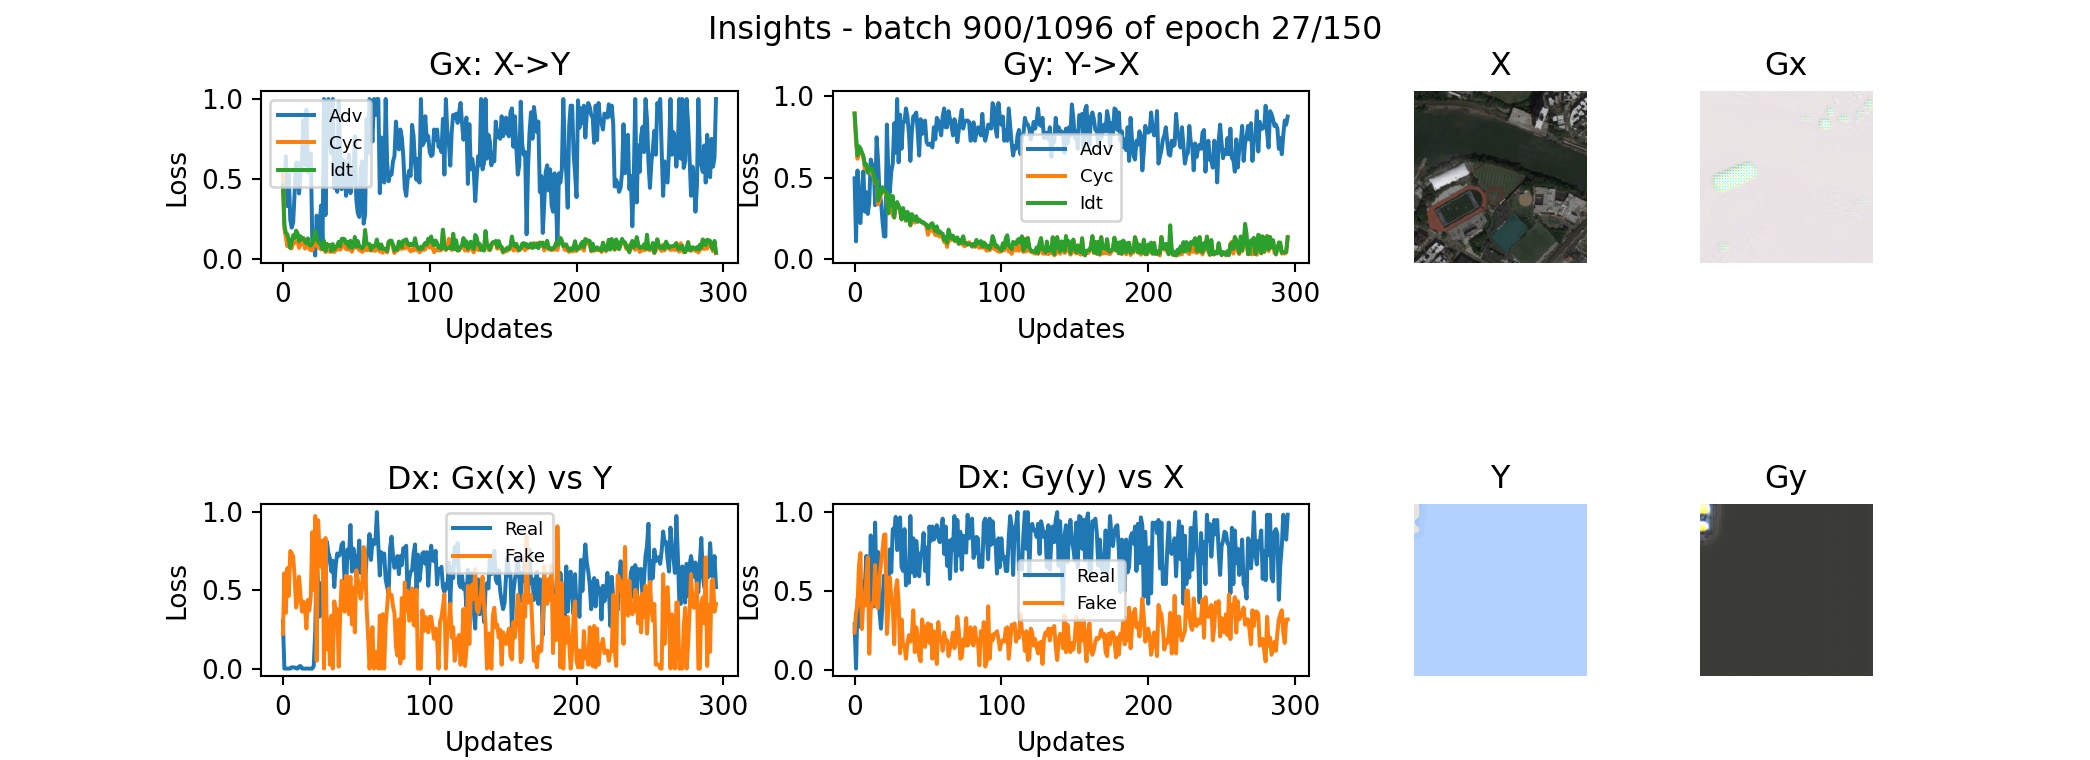 Insights - batch 900/1096 of epoch 27/150
Gx: X->Y
Gy: Y->X
X
Gx
1.0
0.5
0.0
Loss
Adv
Cyc
Idt
0
100
200
300
Updates
1.0
0.5
0.0
Loss
Adv
Cyc
Idt
0
100
200
300
Updates
Dx: Gx(x) vs Y
Dx: Gy(y) vs X
Y
Gy
1.0
0.5
0.0
Loss
Real
Fake
0
100
200
300
Updates
1.0
0.5
0.0
Loss
Real
Fake
0
100
200
300
Updates